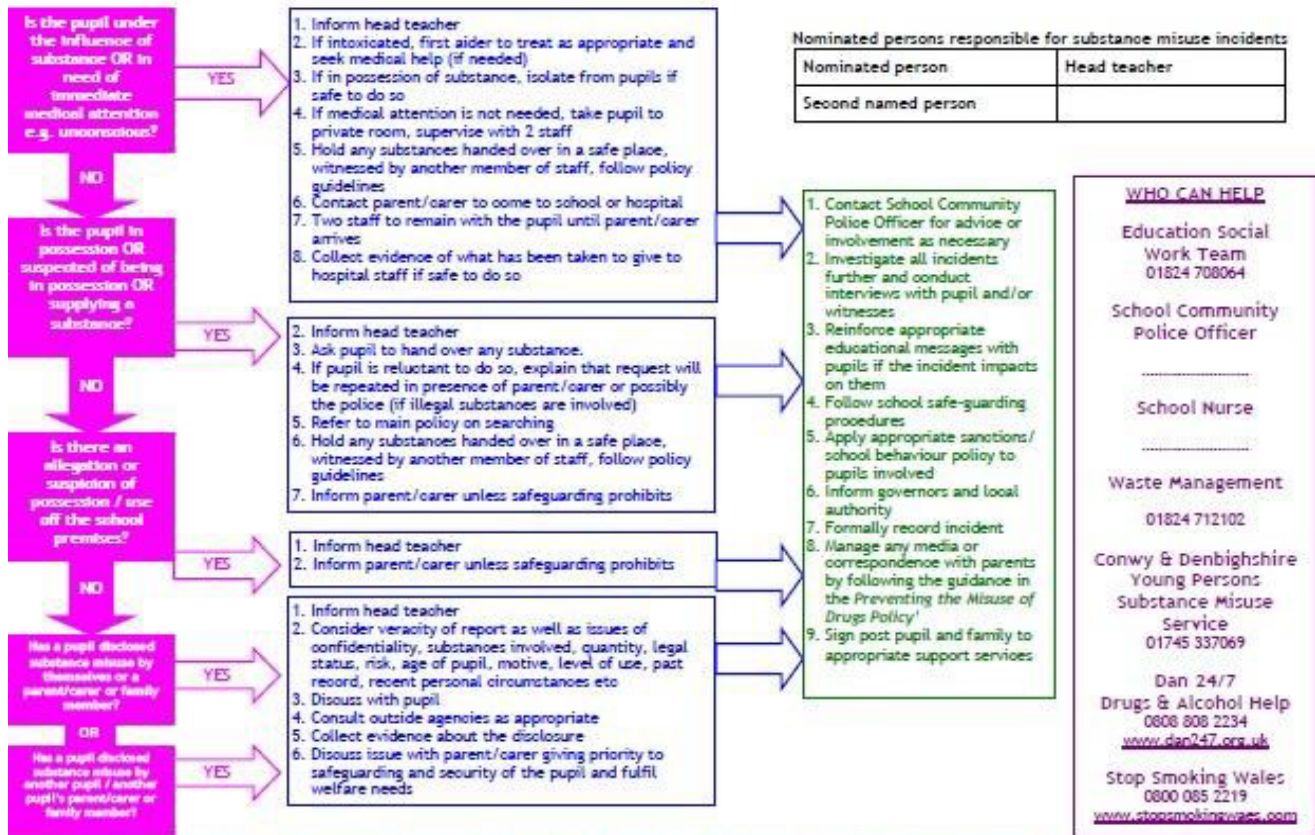 Is the pupil under
the influence of
substance OR in
need of
immediate
medical attention
e.g. unconscious?
YES
1. Inform head teacher
2. If intoxicated, first aider to treat as appropriate and
seek medical help (if needed)
3. If in possession of substance, isolate from pupils if
safe to do so
4. If medical attention is not needed, take pupil to
private room, supervise with 2 staff
5. Hold any substances handed over in a safe place,
witnessed by another member of staff, follow policy
guidelines
6. Contact parent/carer to come to school or hospital
7. Two staff to remain with the pupil until parent/carer
arrives
8. Collect evidence of what has been taken to give to
hospital staff if safe to do so
NO
Is the pupil in
possession OR
suspected of being
in possession OR
supplying a
substance?
YES
2. Inform head teacher
3. Ask pupil to hand over any substance.
4. If pupil is reluctant to do so, explain that request will
be repeated in presence of parent/carer or possibly
the police (if illegal substances are involved)
5. Refer to main policy on searching
6. Hold any substances handed over in a safe place,
witnessed by another member of staff, follow policy
guidelines
7. Inform parent/carer unless safeguarding prohibits
NO
Is there an
allegation or
suspicion of
possession / use
off the school
premises?
YES
1. Inform head teacher
2. Inform parent/carer unless safeguarding prohibits
NO
Has a pupil disclosed
substance misuse by
themselves or a
parent/carer or family
member?
YES
OR
Has a pupil disclosed
substance misuse by
another pupil / another
pupil's parent/carer or
family member?
YES
1. Inform head teacher
2. Consider veracity of report as well as issues of
confidentiality, substances involved, quantity, legal
status, risk, age of pupil, motive, level of use, past
record, recent personal circumstances etc
3. Discuss with pupil
4. Consult outside agencies as appropriate
5. Collect evidence about the disclosure
6. Discuss issue with parent/carer giving priority to
safeguarding and security of the pupil and fulfil
welfare needs
1. Contact School Community
Police Officer for advice or
involvement as necessary
2. Investigate all incidents
further and conduct
interviews with pupil and/or
witnesses
3. Reinforce appropriate
educational messages with
pupils if the incident impacts
on them
4. Follow school safe-guarding
procedures
5. Apply appropriate sanctions/
school behaviour policy to
pupils involved
6. Inform governors and local
authority
7. Formally record incident
8. Manage any media or
correspondence with parents
by following the guidance in
the Preventing the Misuse of
Drugs Policy'
9. Sign post pupil and family to
appropriate support services
Nominated persons responsible for substance misuse incidents
Nominated person Head teacher
Second named person
WHO CAN HELP
Education Social
Work Team
01824 708064
School Community
Police Officer
School Nurse
Waste Management
01824 712102
Conwy & Denbighshire
Young Persons
Substance Misuse
Service
01745 337069
Dan 24/7
Drugs & Alcohol Help
0808 808 2234
www.dan247.org.uk
Stop Smoking Wales
0800 085 2219
www.stopsmokingwaes.com